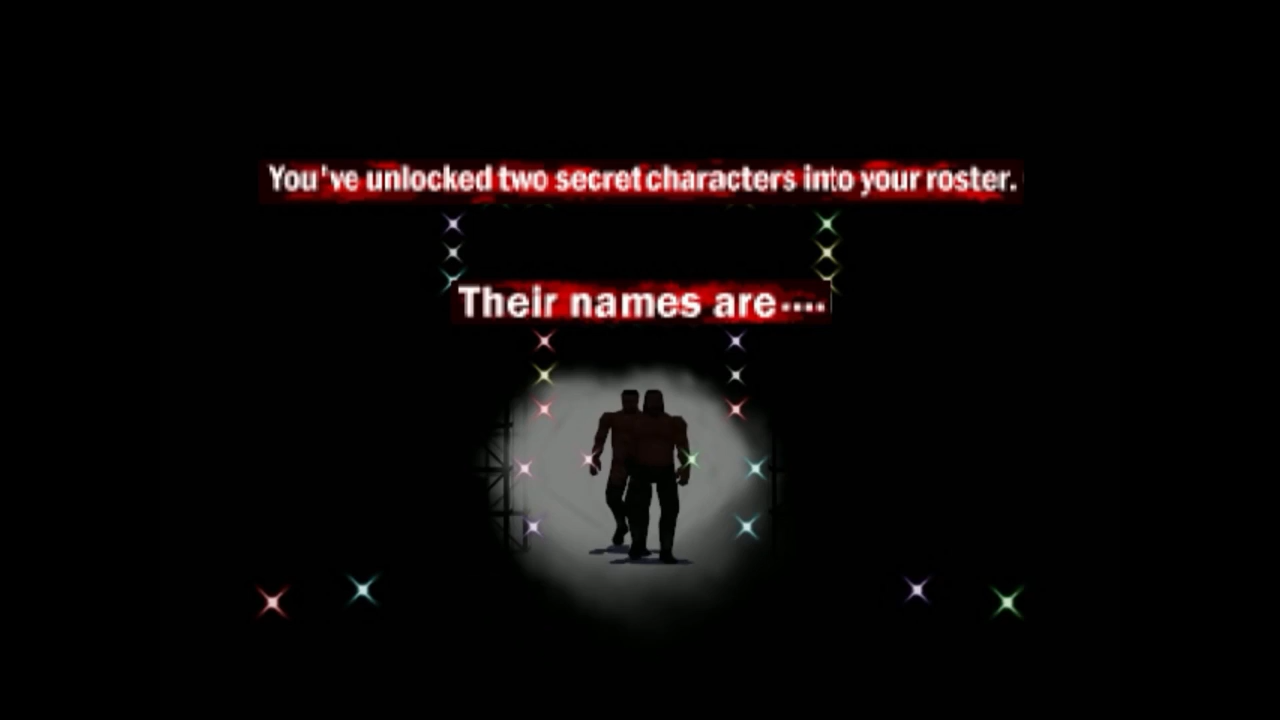 You've unlocked two secret characters into your roster.
Their names are····